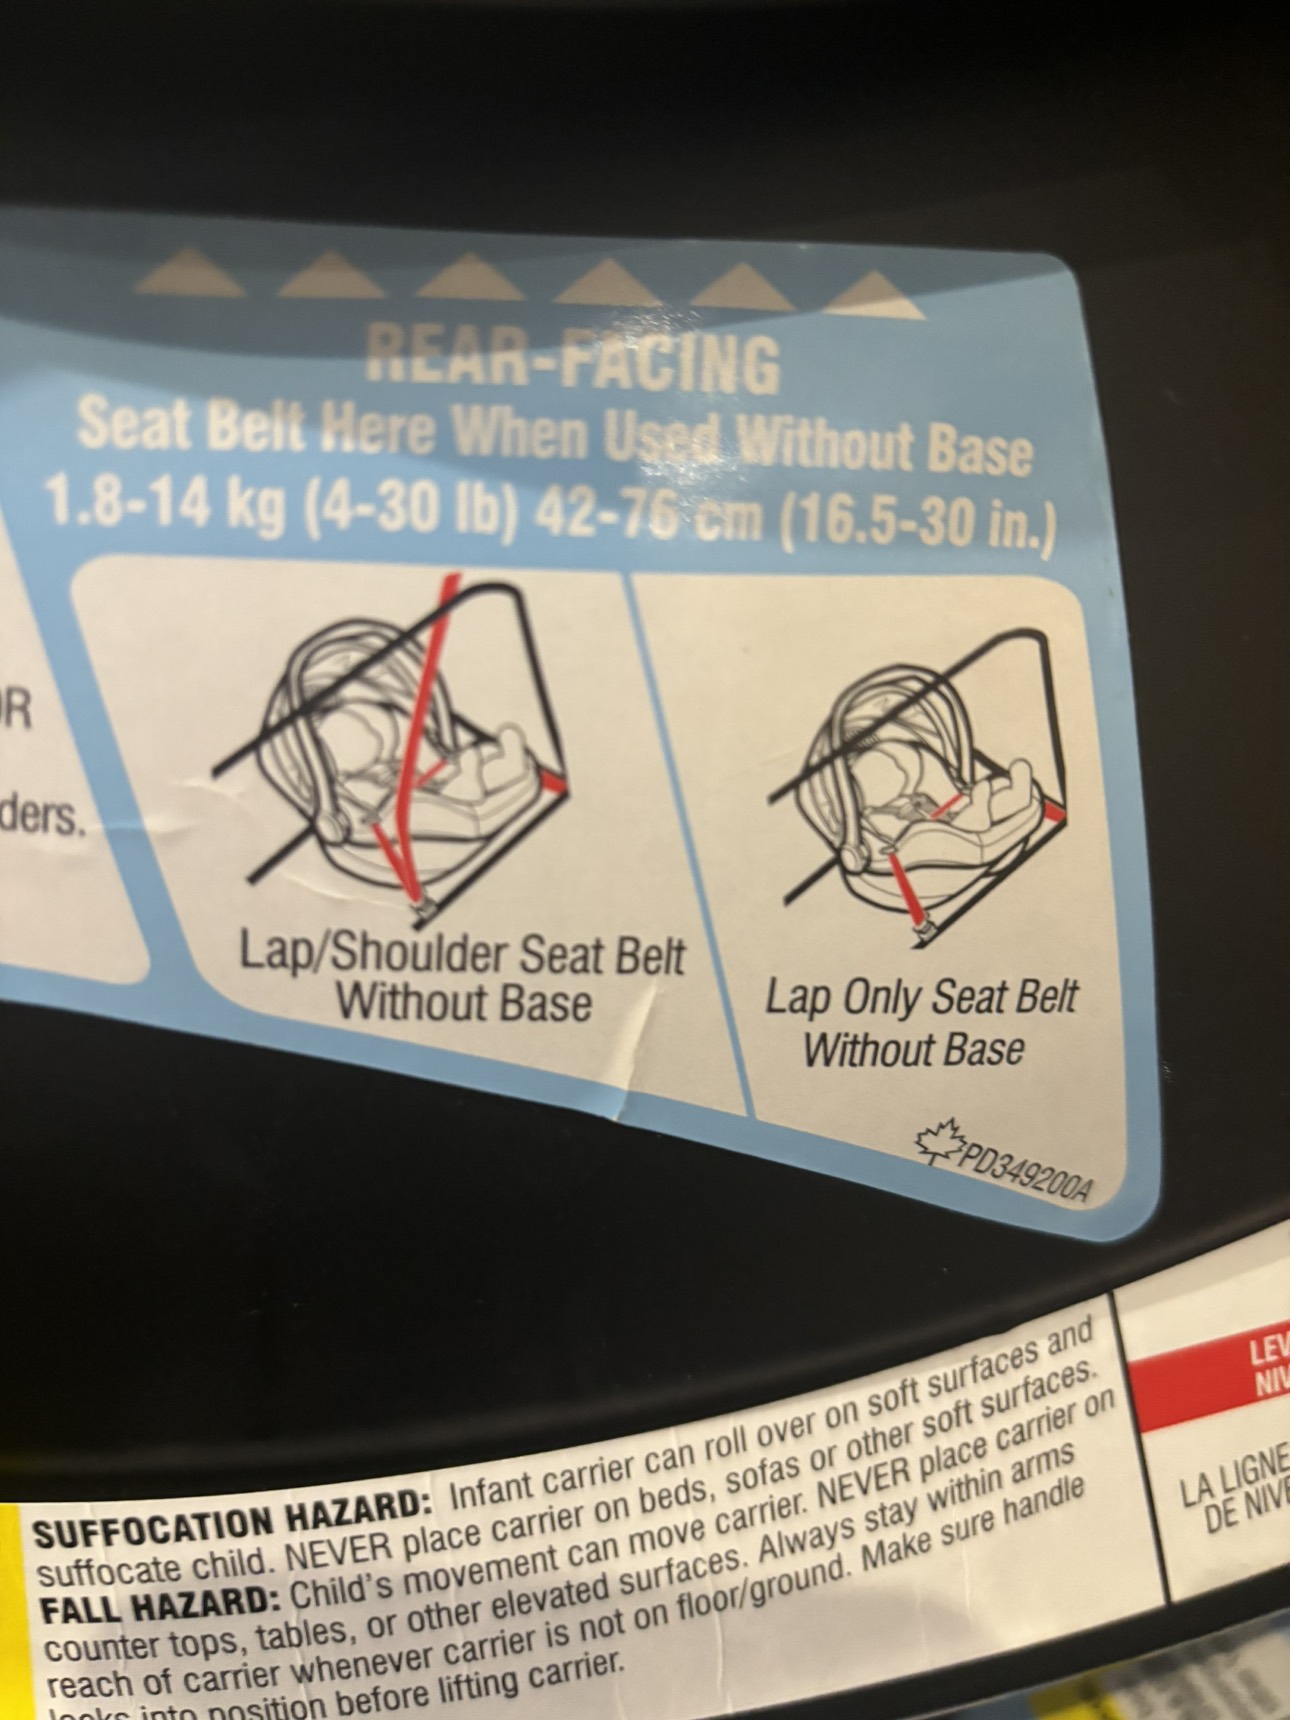 REAR-FACING
Seat Belt Here When Used Without Base
1.8-14 kg (4-30 lb) 42-76 cm (16.5-30 in.)
OR
ders.
Lap/Shoulder Seat Belt
Without Base
Lap Only Seat Belt
Without Base
PD349200A
SUFFOCATION HAZARD: Infant carrier can roll over on soft surfaces and
suffocate child. NEVER place carrier on beds, sofas or other soft surfaces.
FALL HAZARD: Child's movement can move carrier. NEVER place carrier on
counter tops, tables, or other elevated surfaces. Always stay within arms
reach of carrier whenever carrier is not on floor/ground. Make sure handle
locks into position before lifting carrier.
LEV
NIV
LA LIGNE
DE NIVE